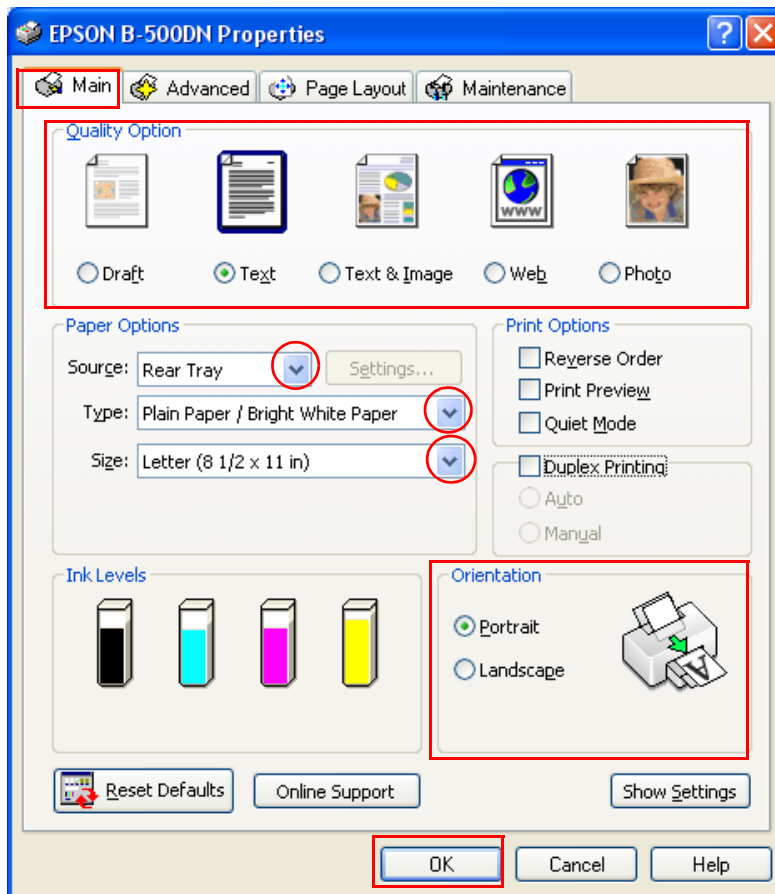 EPSON B-500DN Properties
Main Advanced Page Layout Maintenance
Quality Option
www
Draft Text Text & Image Web Photo
Paper Options
Source: Rear Tray Settings...
Type: Plain Paper / Bright White Paper
Size: Letter (8 1/2 x 11 in)
Print Options
Reverse Order
Print Preview
Quiet Mode
Duplex Printing
Auto
Manual
Ink Levels
Orientation
Portrait
Landscape
A
Reset Defaults Online Support Show Settings
OK Cancel Help